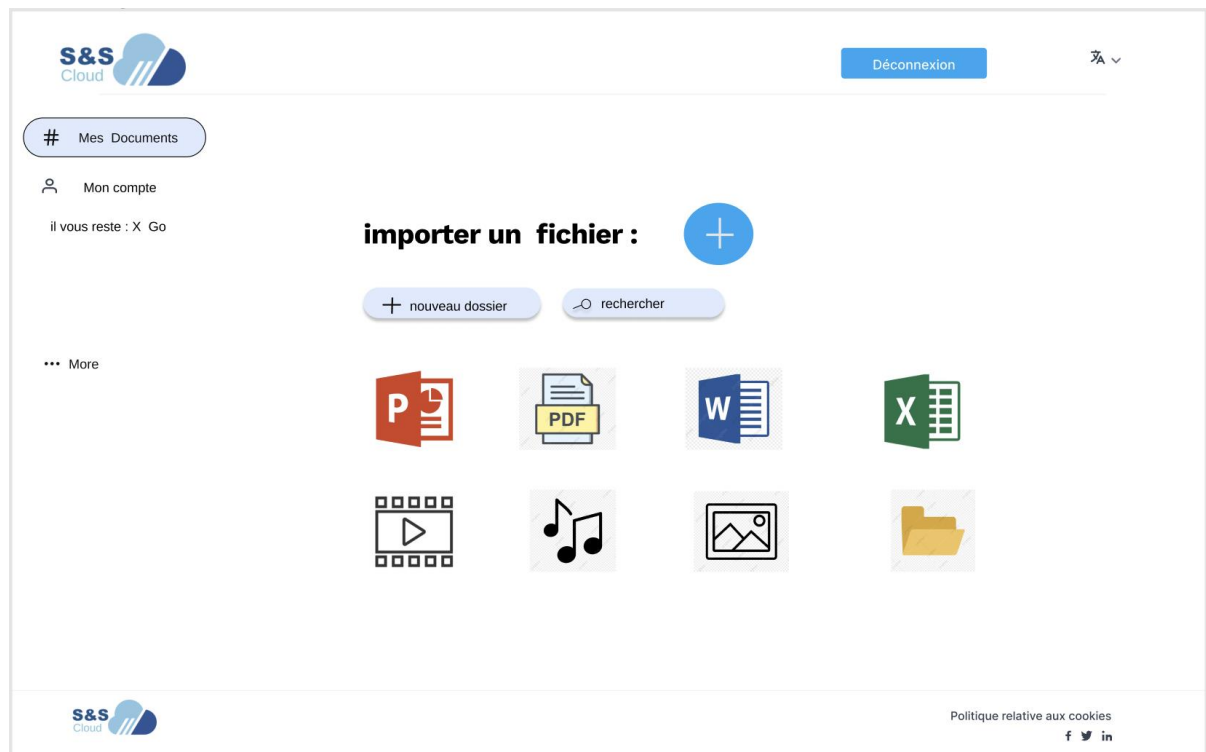 S&S
Cloud
Déconnexion
Mes Documents
Mon compte
il vous reste : X Go
importer un fichier :
nouveau dossier
rechercher
More
P
PDF
W
X
S&S
Cloud
Politique relative aux cookies